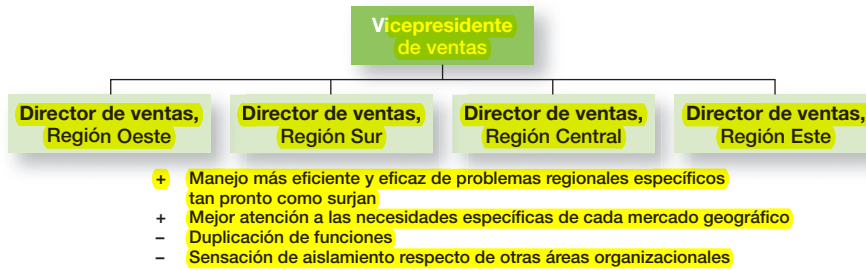 Vicepresidente
de ventas
Director de ventas,
Región Oeste
Director de ventas,
Región Sur
Director de ventas,
Región Central
Director de ventas,
Región Este
+ Manejo más eficiente y eficaz de problemas regionales específicos
tan pronto como surjan
+ Mejor atención a las necesidades específicas de cada mercado geográfico
– Duplicación de funciones
– Sensación de aislamiento respecto de otras áreas organizacionales